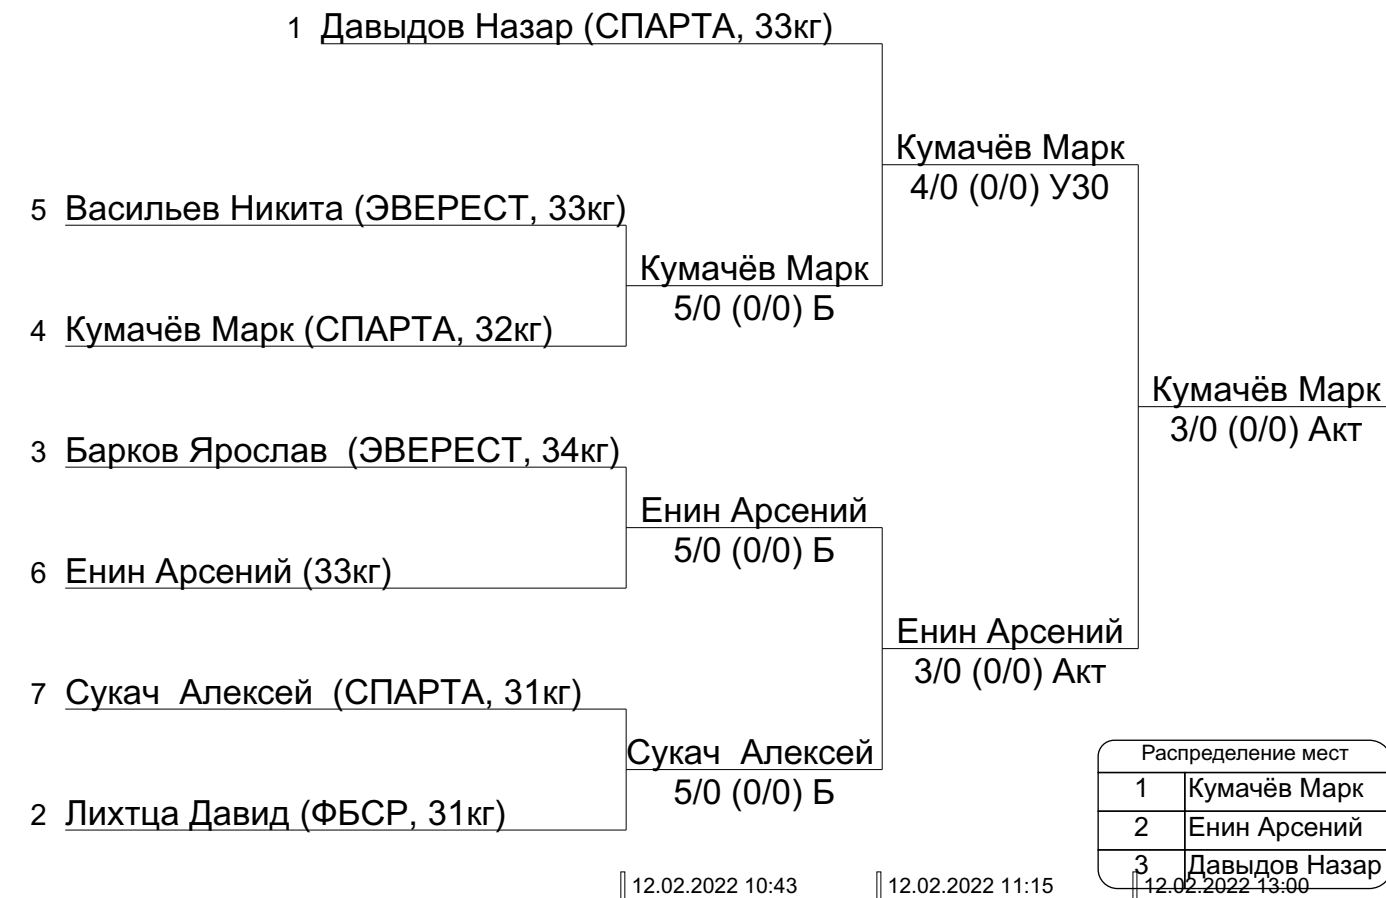 1 Давыдов Назар (СПАРТА, 33кг)
Кумачёв Марк
4/0 (0/0) У30
5 Васильев Никита (ЭВЕРЕСТ, 33кг)
Кумачёв Марк
5/0 (0/0) Б
4 Кумачёв Марк (СПАРТА, 32кг)
Кумачёв Марк
3/0 (0/0) Акт
3 Барков Ярослав (ЭВЕРЕСТ, 34кг)
Енин Арсений
5/0 (0/0) Б
6 Енин Арсений (33кг)
Енин Арсений
3/0 (0/0) Акт
7 Сукач Алексей (СПАРТА, 31кг)
Сукач Алексей
5/0 (0/0) Б
2 Лихтца Давид (ФБСР, 31кг)
Распределение мест
1 Кумачёв Марк
2 Енин Арсений
3 Давыдов Назар
12.02.2022 10:43
12.02.2022 11:15
12.02.2022 13:00